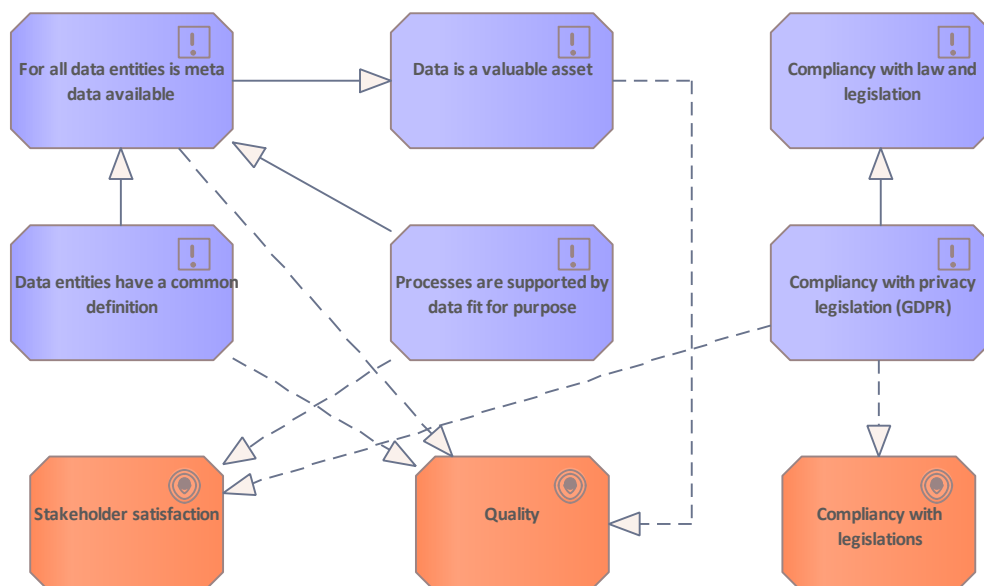 For all data entities is meta
data available
Data is a valuable asset
Compliancy with law and
legislation
Data entities have a common
definition
Processes are supported by
data fit for purpose
Compliancy with privacy
legislation (GDPR)
Stakeholder satisfaction
Quality
Compliancy with
legislations